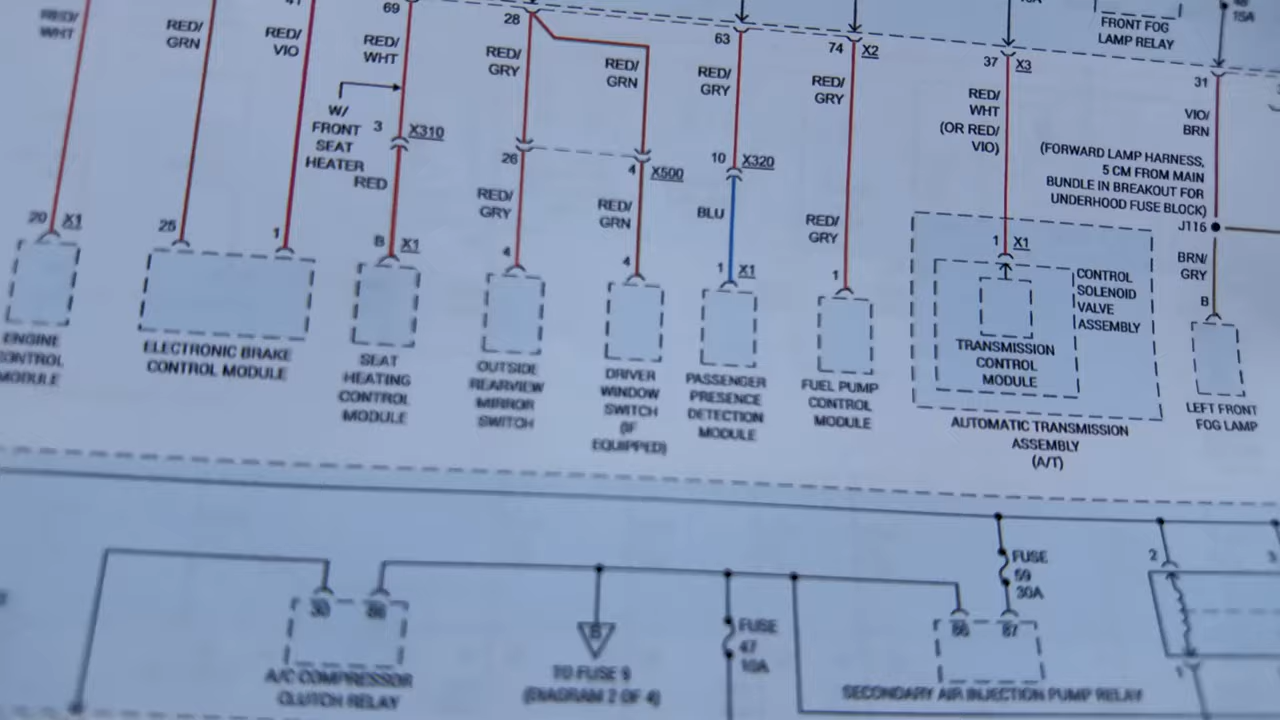 RED/
WHT
RED/
GRN
41
RED/
VIO
69
RED/
WHT
W/
FRONT
SEAT
HEATER
3
X310
RED
28
RED/
GRY
RED/
GRN
26
4
X500
RED/
GRY
RED/
GRN
63
RED/
GRY
10
X320
BLU
74
X2
RED/
GRY
RED/
GRY
37
X3
RED/
WHT
(OR RED/
VIO)
FRONT FOG
LAMP RELAY
15A
31
VIO/
BRN
(FORWARD LAMP HARNESS,
5 CM FROM MAIN
BUNDLE IN BREAKOUT FOR
UNDERHOOD FUSE BLOCK)
J116
BRN/
GRY
20
X1
25
1
B
X1
4
4
1
X1
1
1
X1
B
ENGINE
CONTROL
MODULE
ELECTRONIC BRAKE
CONTROL MODULE
SEAT
HEATING
CONTROL
MODULE
OUTSIDE
REARVIEW
MIRROR
SWITCH
DRIVER
WINDOW
SWITCH
(IF
EQUIPPED)
PASSENGER
PRESENCE
DETECTION
MODULE
FUEL PUMP
CONTROL
MODULE
TRANSMISSION
CONTROL
MODULE
CONTROL
SOLENOID
VALVE
ASSEMBLY
AUTOMATIC TRANSMISSION
ASSEMBLY
(A/T)
LEFT FRONT
FOG LAMP
30
86
A/C COMPRESSOR
CLUTCH RELAY
TO FUSE 9
(DIAGRAM 2 OF 4)
FUSE
47
10A
FUSE
59
30A
86
87
SECONDARY AIR INJECTION PUMP RELAY
2
3
1